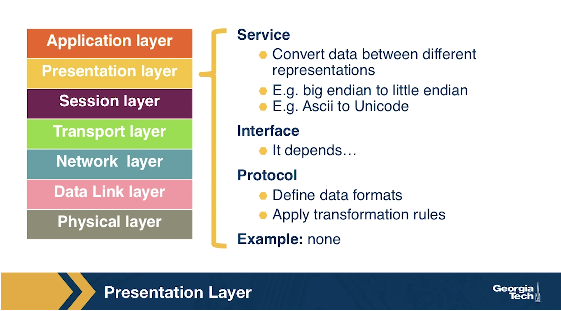 Application layer
Presentation layer
Session layer
Transport layer
Network layer
Data Link layer
Physical layer
Service
Convert data between different
representations
E.g. big endian to little endian
E.g. Ascii to Unicode
Interface
It depends…
Protocol
Define data formats
Apply transformation rules
Example: none
Presentation Layer
Georgia
Tech